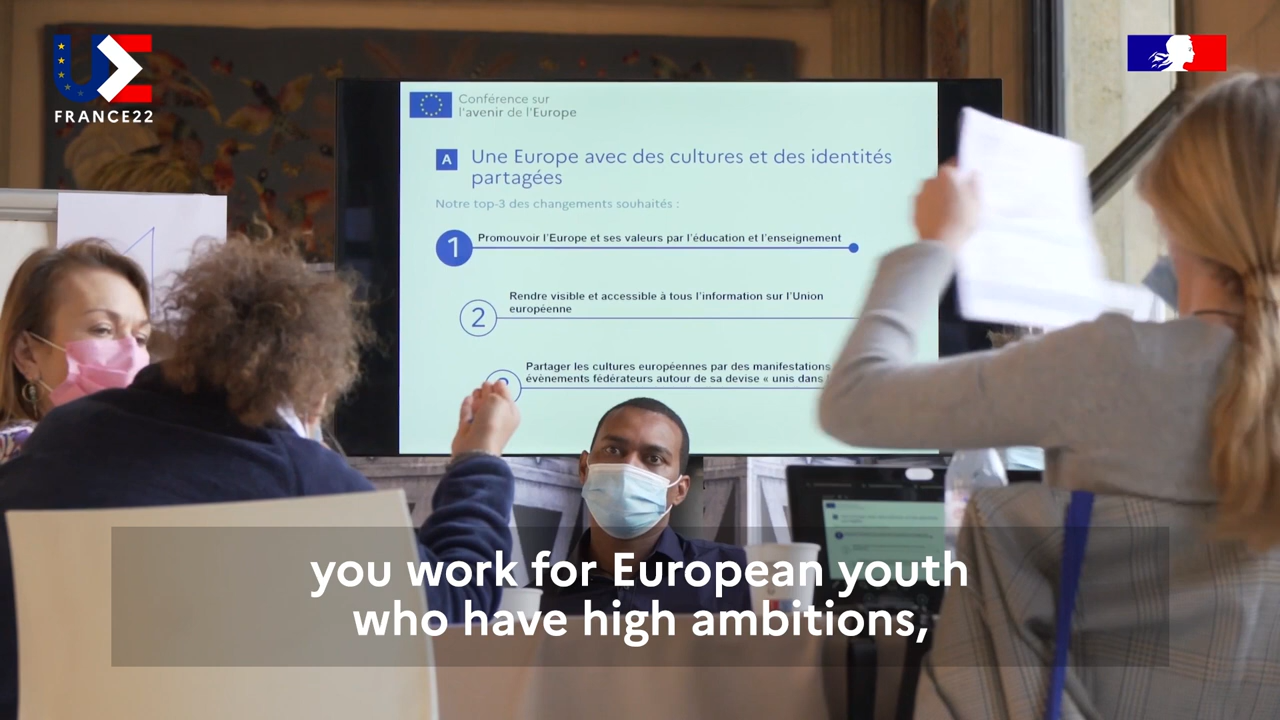 UE
FRANCE22
Conférence sur
l'avenir de l'Europe
A
Une Europe avec des cultures et des identités
partagées
Notre top-3 des changements souhaités :
1
Promouvoir l'Europe et ses valeurs par l'éducation et l'enseignement
2
Rendre visible et accessible à tous l'information sur l'Union
européenne
Partager les cultures européennes par des manifestations
évènements fédérateurs autour de sa devise « unis dans
you work for European youth
who have high ambitions,